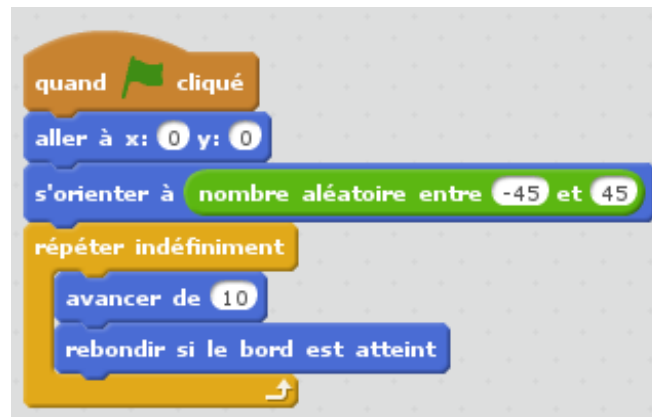 quand cliqué
aller à x: 0 y: 0
s'orienter à nombre aléatoire entre -45 et 45
répéter indéfiniment
avancer de 10
rebondir si le bord est atteint